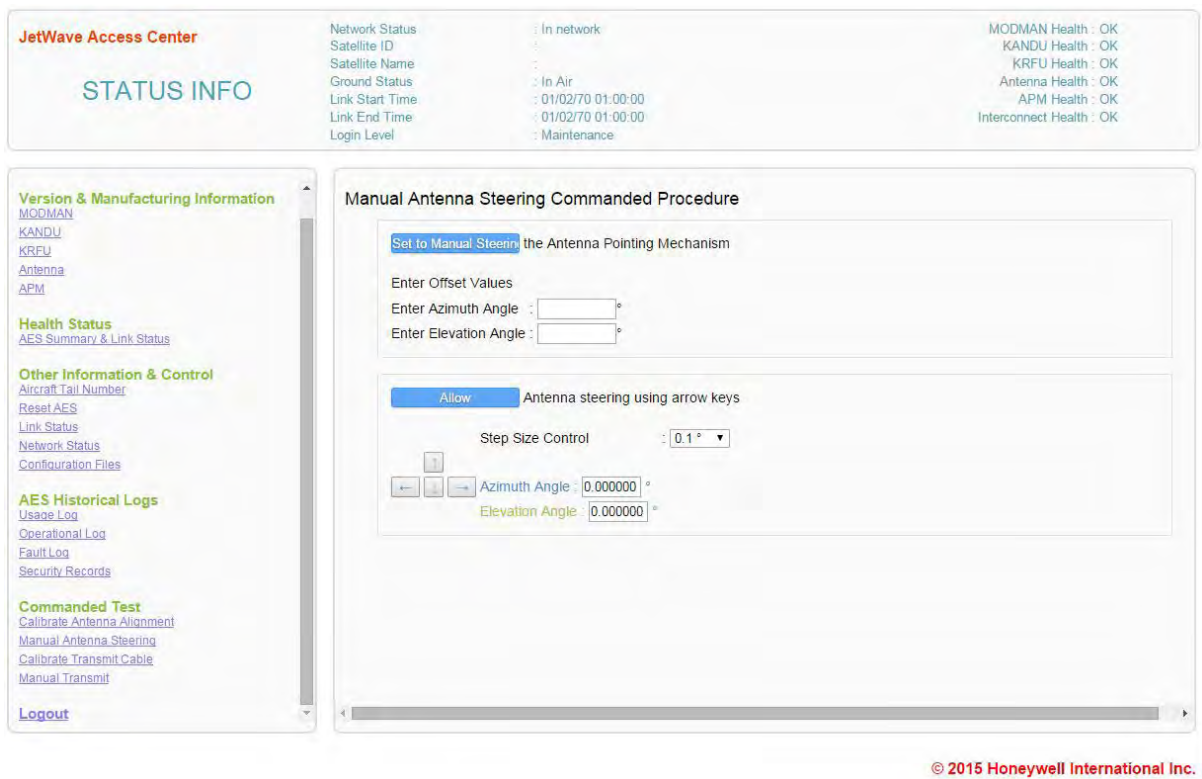 JetWave Access Center
STATUS INFO
Network Status : In network
Satellite ID :
Satellite Name :
Ground Status : In Air
Link Start Time : 01/02/70 01:00:00
Link End Time : 01/02/70 01:00:00
Login Level : Maintenance
MODMAN Health : OK
KANDU Health : OK
KRFU Health : OK
Antenna Health : OK
APM Health : OK
Interconnect Health : OK
Version & Manufacturing Information
MODMAN
KANDU
KRFU
Antenna
APM
Health Status
AES Summary & Link Status
Other Information & Control
Aircraft Tail Number
Reset AES
Link Status
Network Status
Configuration Files
AES Historical Logs
Usage Log
Operational Log
Fault Log
Security Records
Commanded Test
Calibrate Antenna Alignment
Manual Antenna Steering
Calibrate Transmit Cable
Manual Transmit
Logout
Manual Antenna Steering Commanded Procedure
Set to Manual Steering the Antenna Pointing Mechanism
Enter Offset Values
Enter Azimuth Angle : °
Enter Elevation Angle : °
Allow Antenna steering using arrow keys
Step Size Control : 0.1 ° ▼
↑
← ↓ → Azimuth Angle : 0.000000 °
Elevation Angle : 0.000000 °
© 2015 Honeywell International Inc.